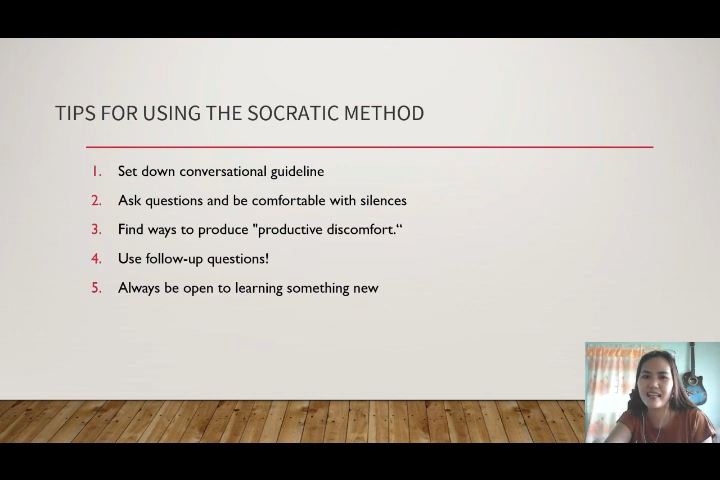 TIPS FOR USING THE SOCRATIC METHOD
1. Set down conversational guideline
2. Ask questions and be comfortable with silences
3. Find ways to produce "productive discomfort.“
4. Use follow-up questions!
5. Always be open to learning something new